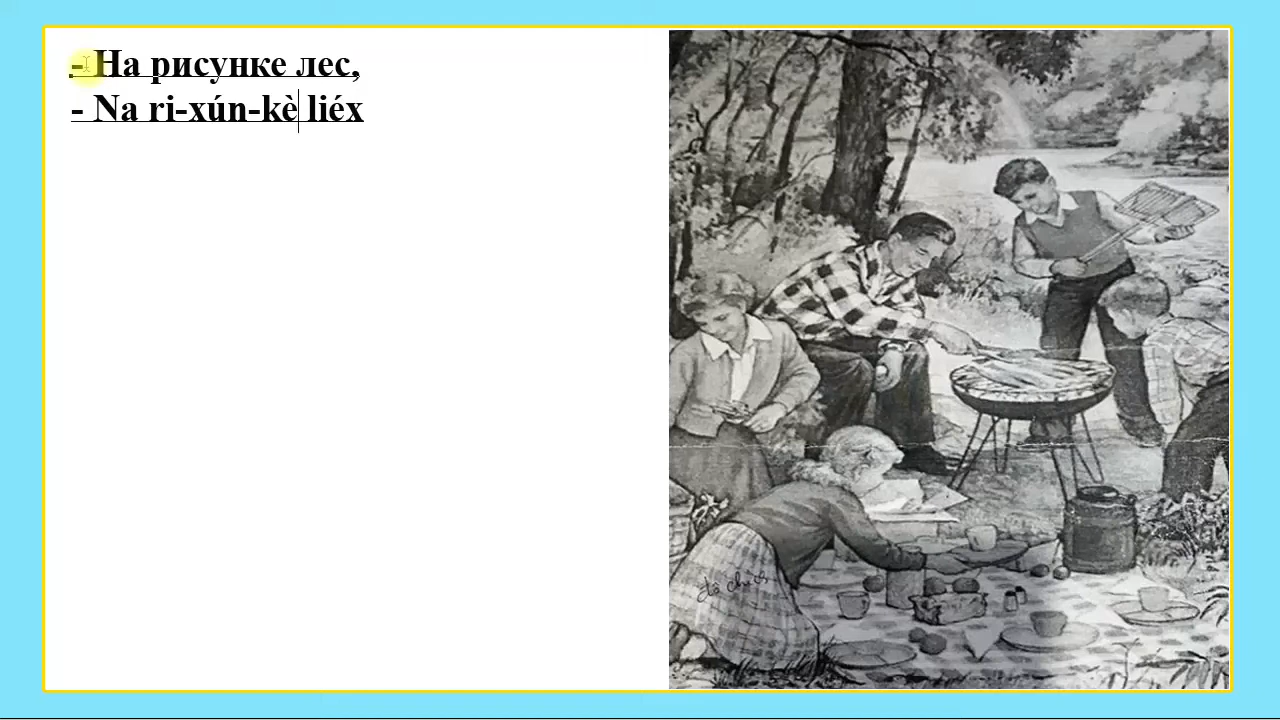 - На рисунке лес,
- Na ri-xún-kè liéx